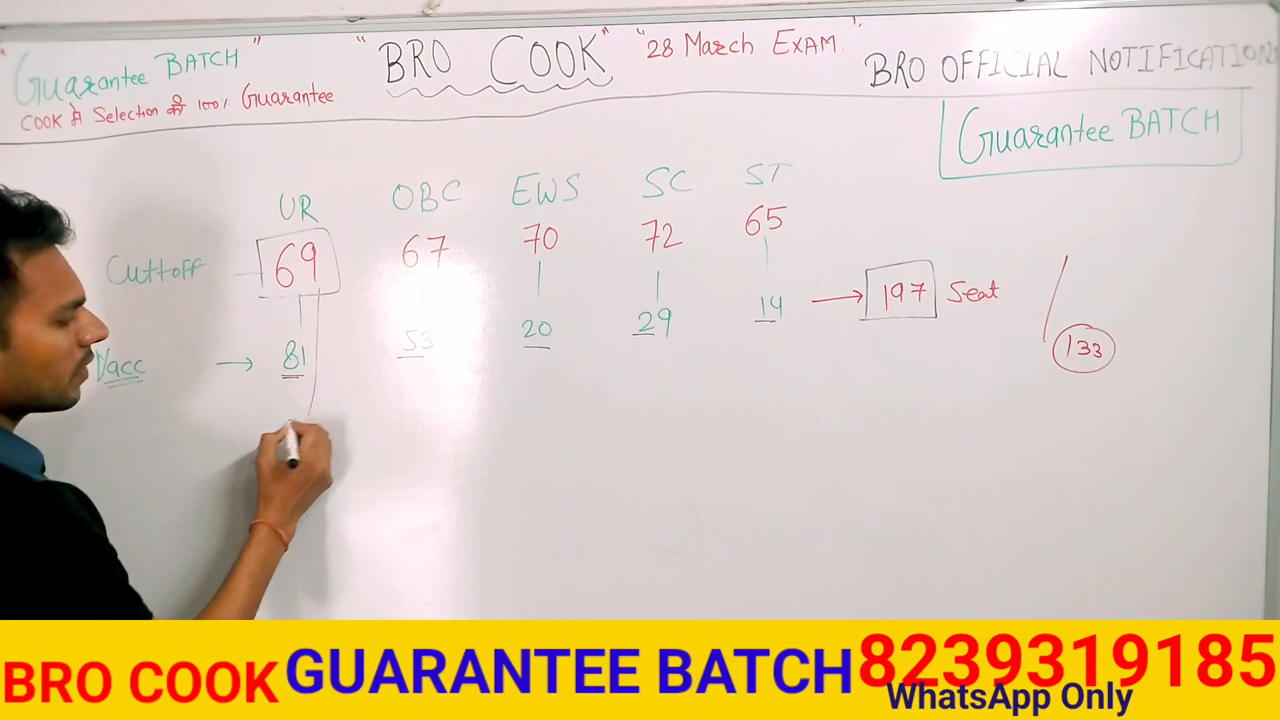 "Guarantee BATCH"
COOK में Selection की 100% Guarantee
"BRO COOK"
"28 March EXAM."
BRO OFFICIAL NOTIFICATION
Guarantee BATCH
UR OBC EWS SC ST
Cuttoff 69 67 70 72 65
Vacc → 81 53 20 29 14 → 197 Seat
133
BRO COOK GUARANTEE BATCH 8239319185
WhatsApp Only